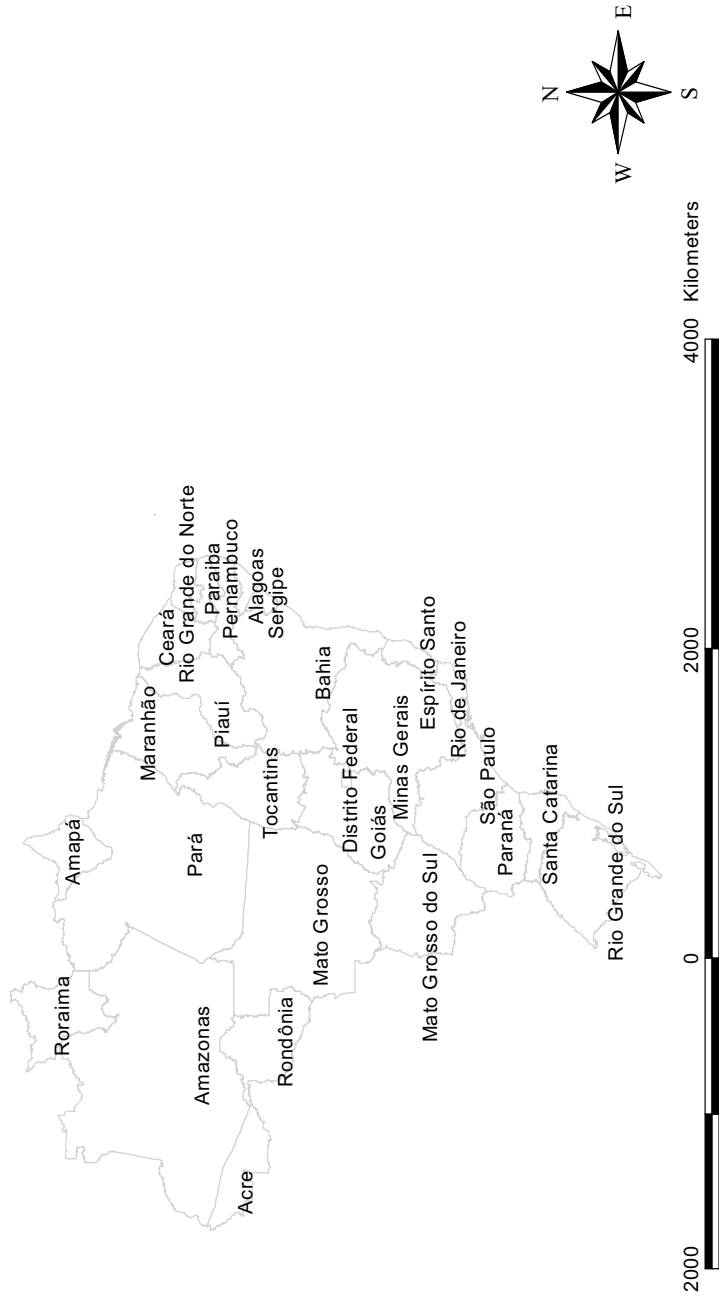 Roraima
Amapá
Amazonas
Pará
Maranhão
Ceará
Rio Grande do Norte
Paraiba
Pernambuco
Piauí
Alagoas
Sergipe
Acre
Rondônia
Tocantins
Mato Grosso
Bahia
Distrito Federal
Goiás
Minas Gerais
Mato Grosso do Sul
Espírito Santo
Rio de Janeiro
São Paulo
Paraná
Santa Catarina
Rio Grande do Sul
N
W
E
S
2000
0
2000
4000 Kilometers